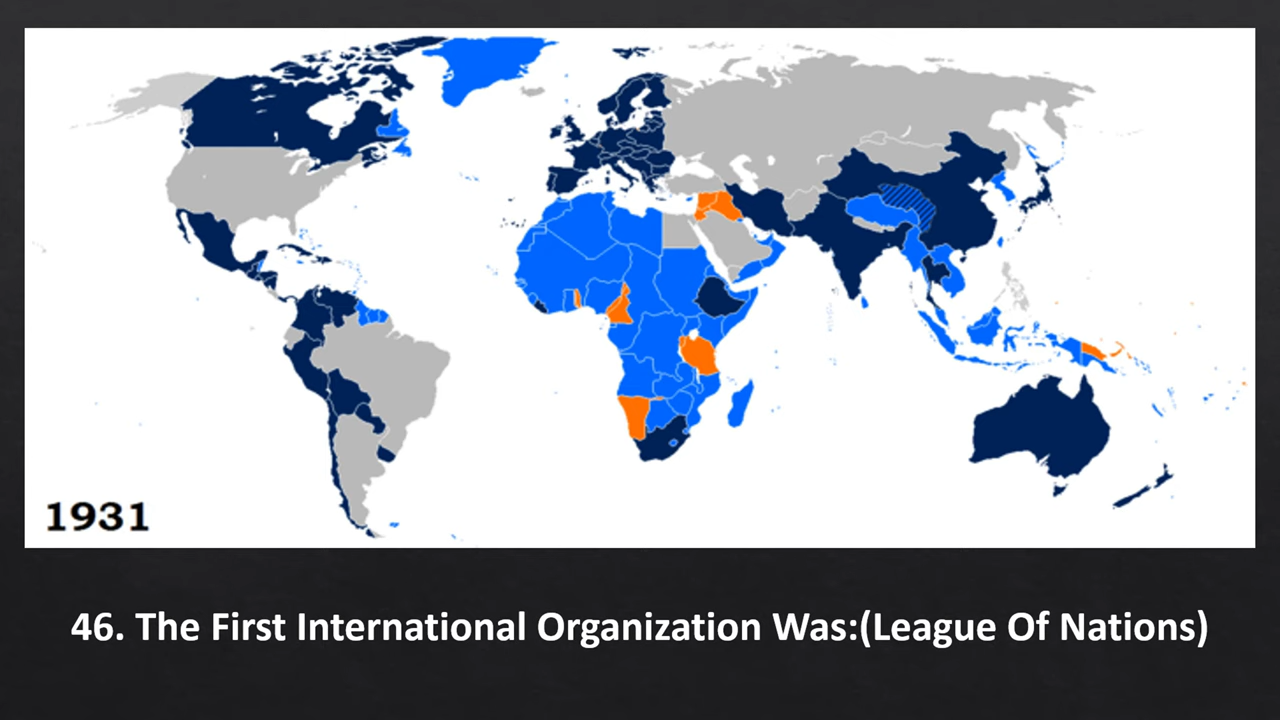 1931
46. The First International Organization Was:(League Of Nations)